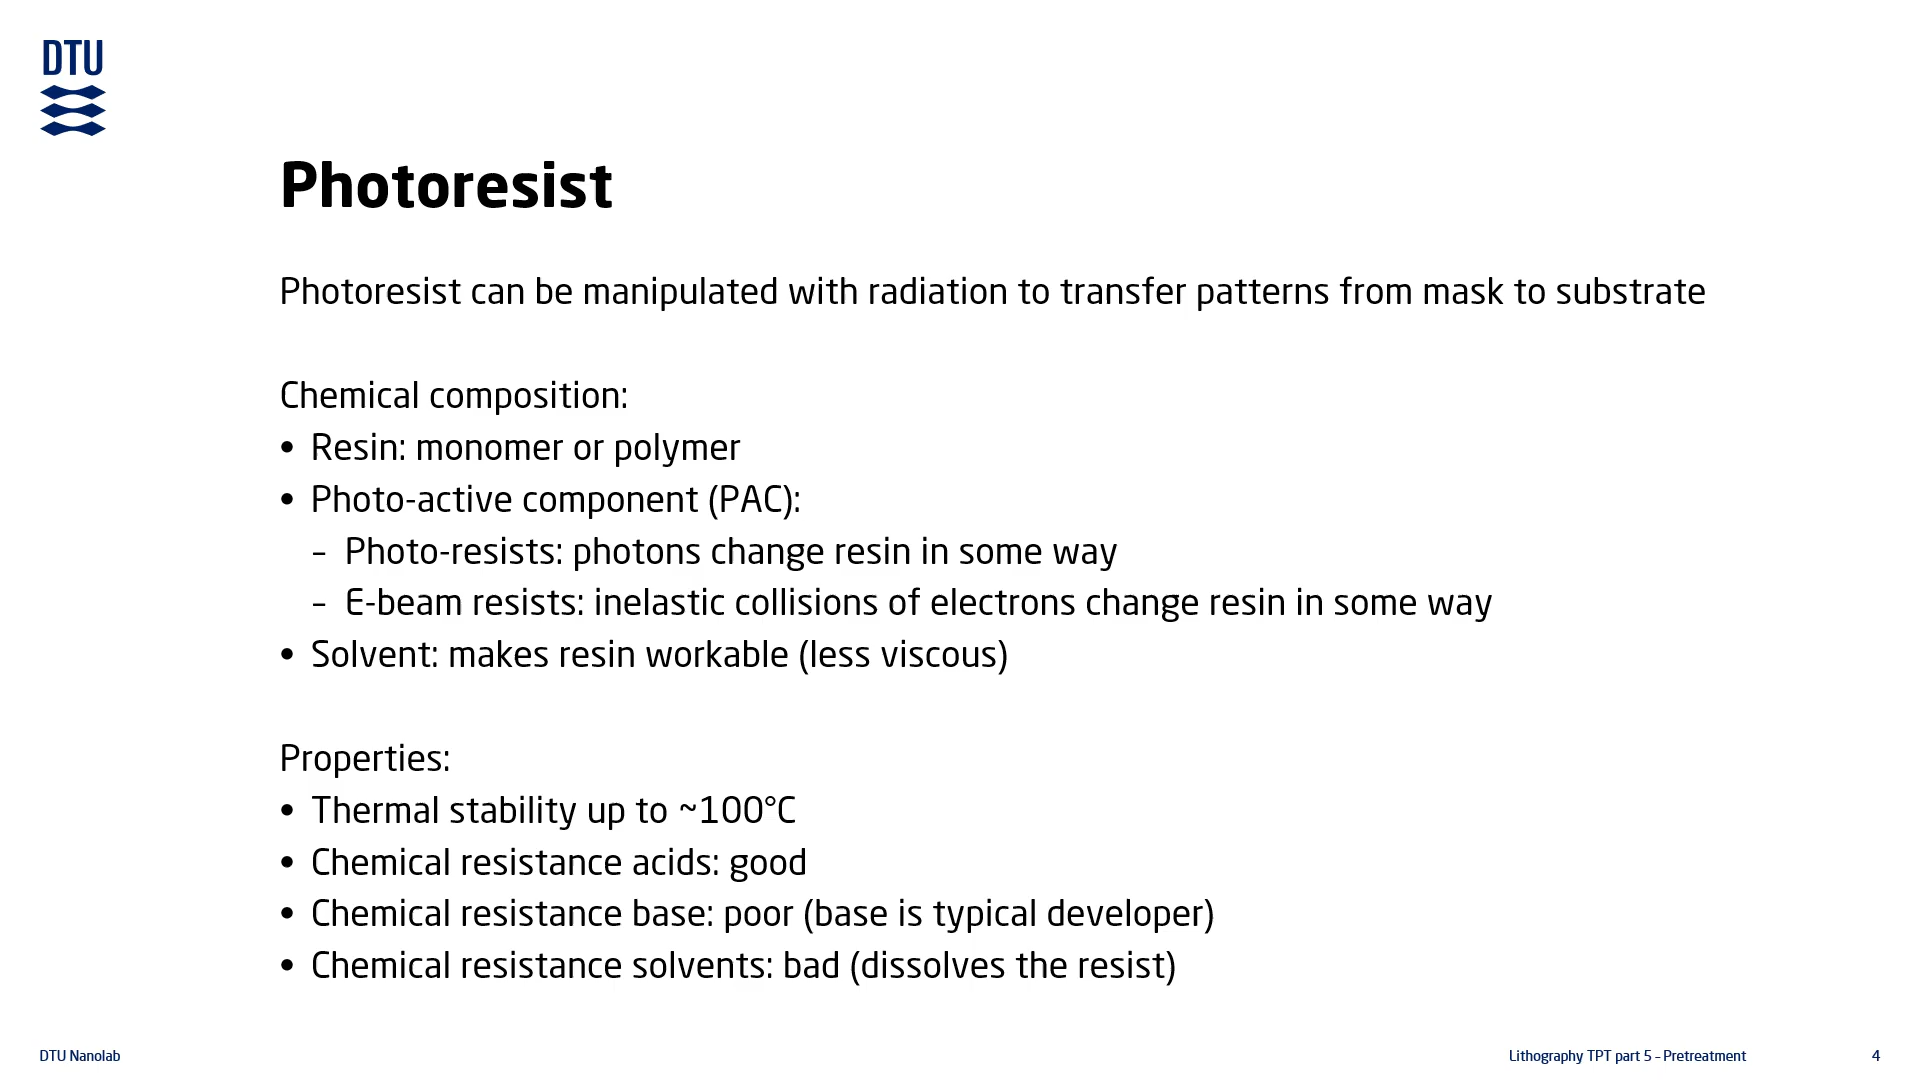 DTU
Photoresist
Photoresist can be manipulated with radiation to transfer patterns from mask to substrate
Chemical composition:
• Resin: monomer or polymer
• Photo-active component (PAC):
– Photo-resists: photons change resin in some way
– E-beam resists: inelastic collisions of electrons change resin in some way
• Solvent: makes resin workable (less viscous)
Properties:
• Thermal stability up to ~100°C
• Chemical resistance acids: good
• Chemical resistance base: poor (base is typical developer)
• Chemical resistance solvents: bad (dissolves the resist)
DTU Nanolab
Lithography TPT part 5 – Pretreatment
4